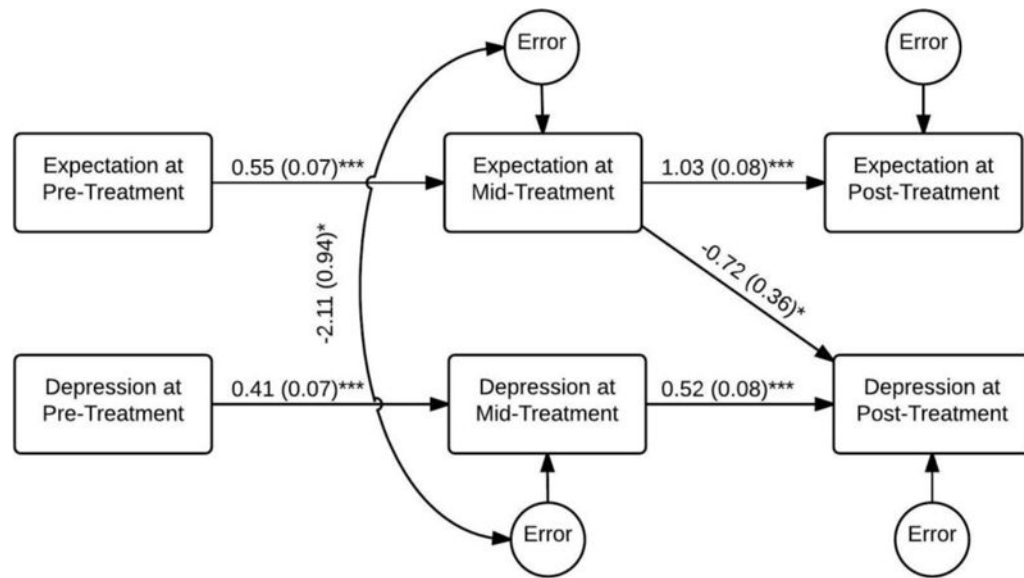 Error
Error
Expectation at
Pre-Treatment
0.55 (0.07)***
Expectation at
Mid-Treatment
1.03 (0.08)***
Expectation at
Post-Treatment
-2.11 (0.94)*
-0.72 (0.36)*
Depression at
Pre-Treatment
0.41 (0.07)***
Depression at
Mid-Treatment
0.52 (0.08)***
Depression at
Post-Treatment
Error
Error